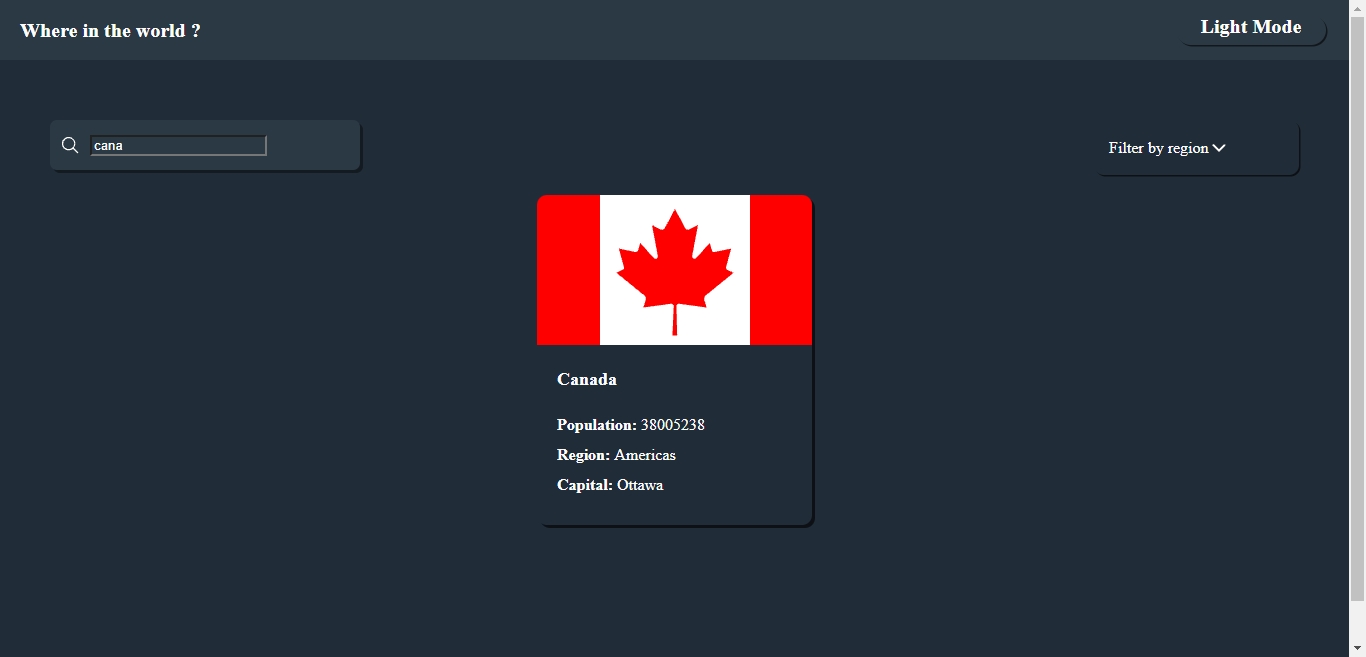 Where in the world ?
Light Mode
cana
Filter by region
Canada
Population: 38005238
Region: Americas
Capital: Ottawa